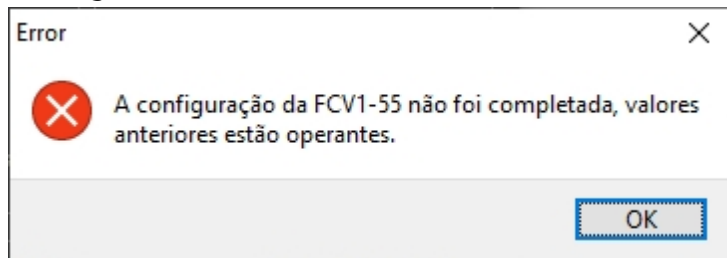 Error
A configuração da FCV1-55 não foi completada, valores
anteriores estão operantes.
OK